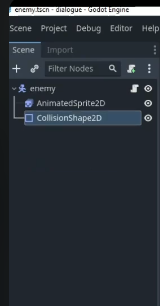 enemy.tscn - dialogue - Godot Engine
Scene Project Debug Editor Help
Scene Import
Filter Nodes
enemy
AnimatedSprite2D
CollisionShape2D